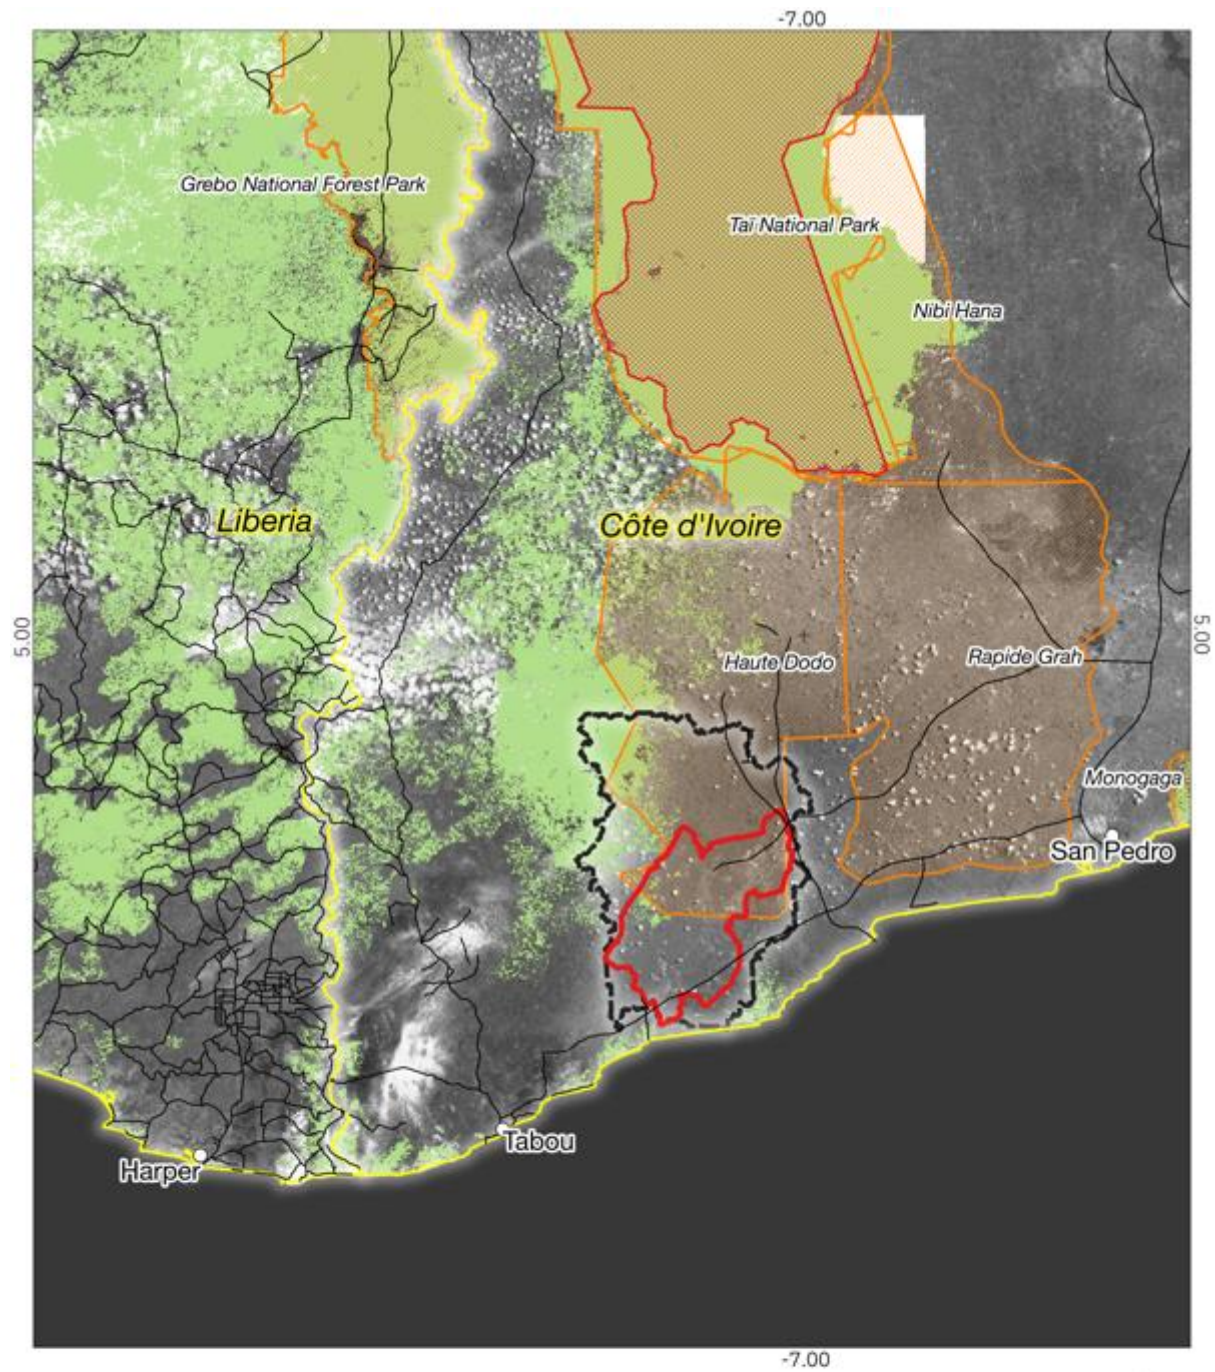 -7.00
Grebo National Forest Park
Taï National Park
Nibi Hana
Liberia
Côte d'Ivoire
5.00
5.00
Haute Dodo
Rapide Grah
Monogaga
San Pedro
Tabou
Harper
-7.00